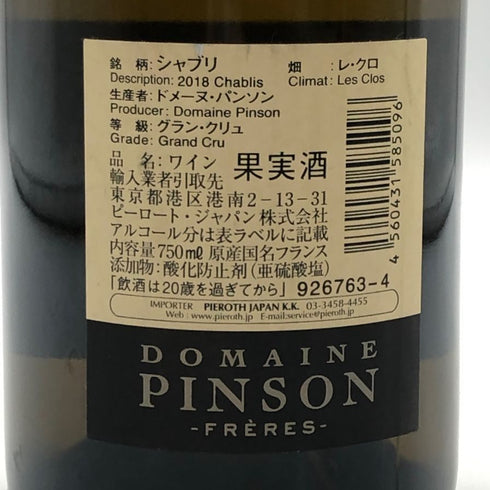 銘 柄: シャブリ 畑 : レ・クロ
Description: 2018 Chablis Climat: Les Clos
生産者: ドメーヌ・パンソン
Producer: Domaine Pinson
等 級: グラン・クリュ
Grade: Grand Cru
品 名: ワイン 果実酒
輸入業者引取先
東京都港区港南2-13-31
ピーロート・ジャパン株式会社
アルコール分は表ラベルに記載
内容量750ml 原産国名フランス
添加物: 酸化防止剤(亜硫酸塩)
「飲酒は20歳を過ぎてから」 926763-4
4 560431 585096
IMPORTER PIEROTH JAPAN K.K. 03-3458-4455
Web : www.pieroth.jp E-mail;service@pieroth.jp
DOMAINE
PINSON
-FRÈRES-